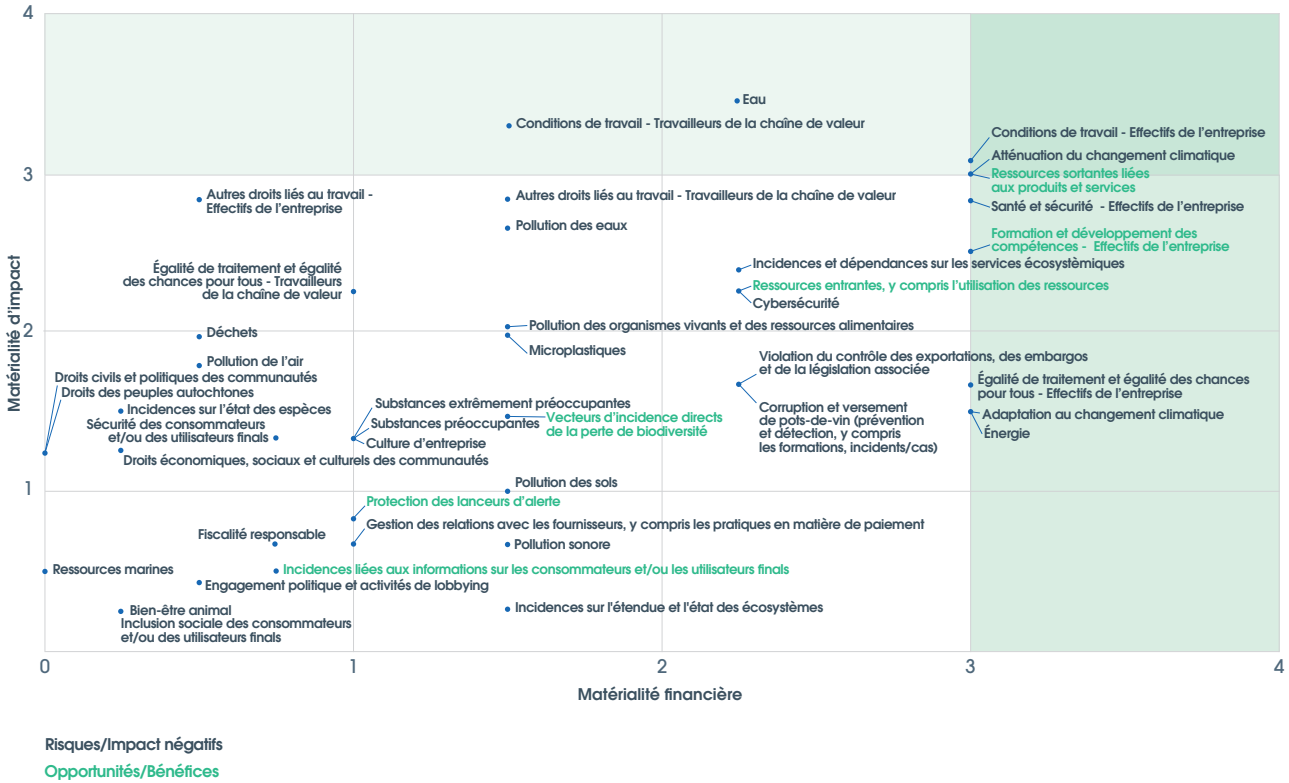 4
Eau
Conditions de travail - Travailleurs de la chaîne de valeur
Conditions de travail - Effectifs de l'entreprise
Atténuation du changement climatique
3
Ressources sortantes liées
aux produits et services
Autres droits liés au travail -
Effectifs de l'entreprise
Autres droits liés au travail - Travailleurs de la chaîne de valeur
Santé et sécurité - Effectifs de l'entreprise
Pollution des eaux
Formation et développement des
compétences - Effectifs de l'entreprise
Égalité de traitement et égalité
des chances pour tous - Travailleurs
de la chaîne de valeur
Incidences et dépendances sur les services écosystèmiques
Ressources entrantes, y compris l'utilisation des ressources
Cybersécurité
Matérialité d'impact
2
Déchets
Pollution des organismes vivants et des ressources alimentaires
Microplastiques
Pollution de l'air
Violation du contrôle des exportations, des embargos
et de la législation associée
Droits civils et politiques des communautés
Droits des peuples autochtones
Égalité de traitement et égalité des chances
pour tous - Effectifs de l'entreprise
Incidences sur l'état des espèces
Substances extrêmement préoccupantes
Sécurité des consommateurs
et/ou des utilisateurs finals
Substances préoccupantes
Culture d'entreprise
Vecteurs d'incidence directs
de la perte de biodiversité
Corruption et versement
de pots-de-vin (prévention
et détection, y compris
les formations, incidents/cas)
Adaptation au changement climatique
Énergie
Droits économiques, sociaux et culturels des communautés
1
Pollution des sols
Protection des lanceurs d'alerte
Gestion des relations avec les fournisseurs, y compris les pratiques en matière de paiement
Fiscalité responsable
Pollution sonore
Ressources marines
Incidences liées aux informations sur les consommateurs et/ou les utilisateurs finals
Engagement politique et activités de lobbying
Bien-être animal
Inclusion sociale des consommateurs
et/ou des utilisateurs finals
Incidences sur l'étendue et l'état des écosystèmes
0 1 2 3 4
Matérialité financière
Risques/Impact négatifs
Opportunités/Bénéfices